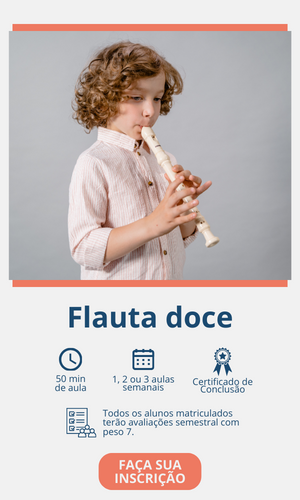 Flauta doce
50 min
de aula
1, 2 ou 3 aulas
semanais
Certificado de
Conclusão
Todos os alunos matriculados
terão avaliações semestral com
peso 7.
FAÇA SUA
INSCRIÇÃO